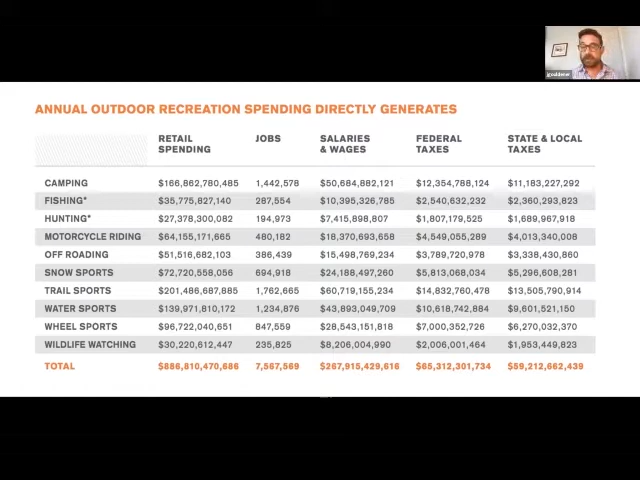 ANNUAL OUTDOOR RECREATION SPENDING DIRECTLY GENERATES
RETAIL SPENDING JOBS SALARIES & WAGES FEDERAL TAXES STATE & LOCAL TAXES
CAMPING $166,862,780,485 1,442,578 $50,684,882,121 $12,354,788,124 $11,183,227,292
FISHING* $35,775,827,140 287,554 $10,395,326,785 $2,540,632,232 $2,360,293,823
HUNTING* $27,378,300,082 194,973 $7,415,898,807 $1,807,179,525 $1,689,967,918
MOTORCYCLE RIDING $64,155,171,665 480,182 $18,370,693,658 $4,549,055,289 $4,013,340,008
OFF ROADING $51,516,682,103 386,439 $15,498,769,234 $3,789,720,978 $3,338,430,860
SNOW SPORTS $72,720,558,056 694,918 $24,188,497,260 $5,813,068,034 $5,296,608,281
TRAIL SPORTS $201,486,687,885 1,762,665 $60,719,155,234 $14,832,760,478 $13,505,790,914
WATER SPORTS $139,971,810,172 1,234,876 $43,893,049,709 $10,618,742,884 $9,601,521,150
WHEEL SPORTS $96,722,040,651 847,559 $28,543,151,818 $7,000,352,726 $6,270,032,370
WILDLIFE WATCHING $30,220,612,447 235,825 $8,206,004,990 $2,006,001,464 $1,953,449,823
TOTAL $886,810,470,686 7,567,569 $267,915,429,616 $65,312,301,734 $59,212,662,439